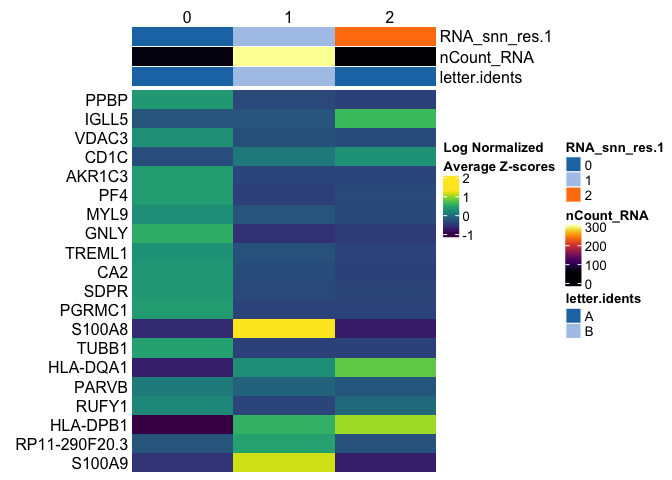 0 1 2
RNA_snn_res.1
nCount_RNA
letter.idents
PPBP
IGLL5
VDAC3
CD1C
AKR1C3
PF4
MYL9
GNLY
TREML1
CA2
SDPR
PGRMC1
S100A8
TUBB1
HLA-DQA1
PARVB
RUFY1
HLA-DPB1
RP11-290F20.3
S100A9
Log Normalized
Average Z-scores
2
1
0
-1
RNA_snn_res.1
0
1
2
nCount_RNA
300
200
100
0
letter.idents
A
B